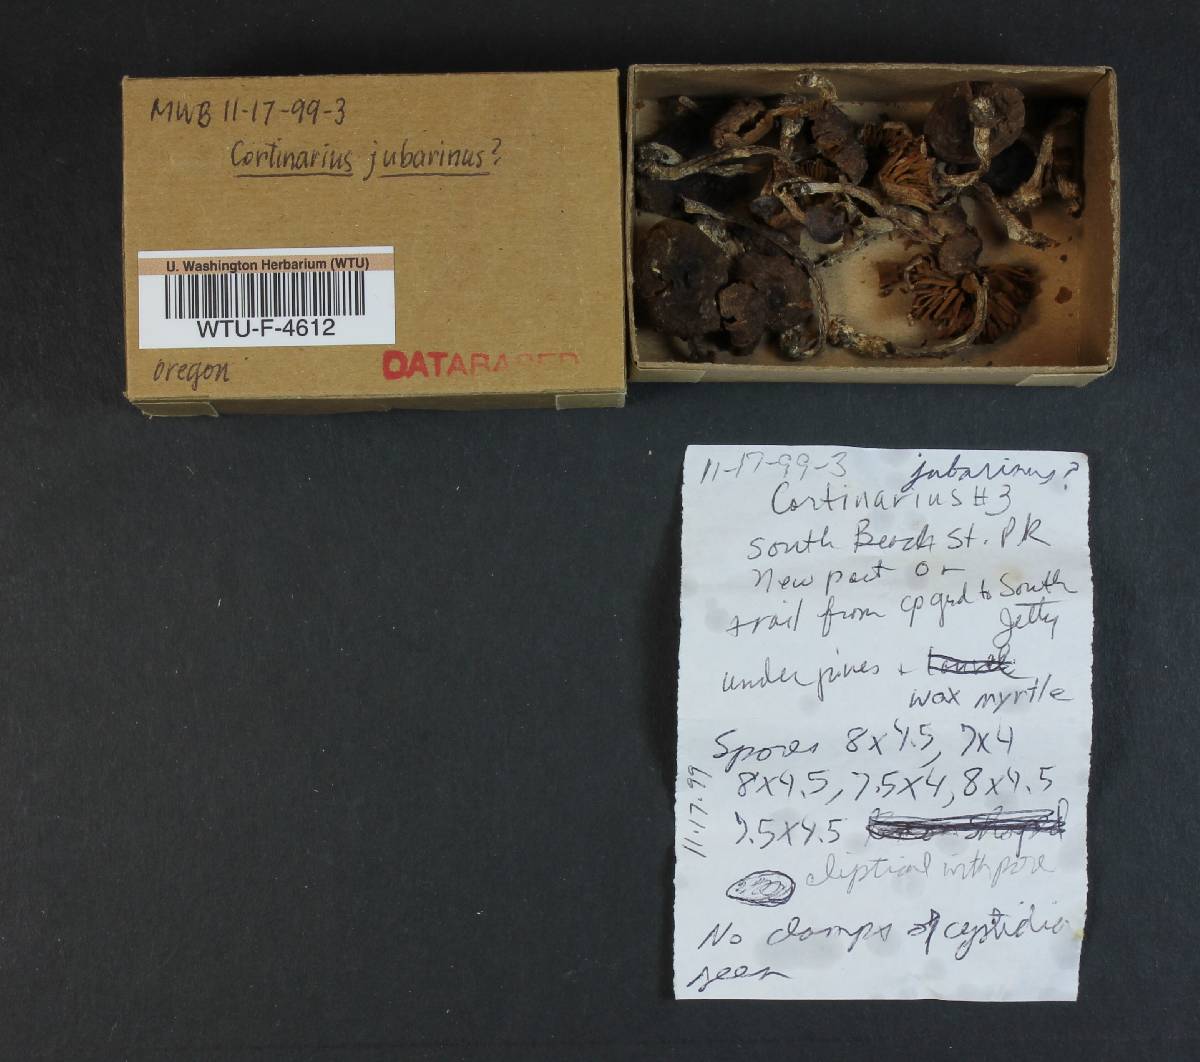 MWB 11-17-99-3
Cortinarius jubarinus?
U. Washington Herbarium (WTU)
WTU-F-4612
oregon
DATABASED
11-17-99-3 jubarinus?
Cortinarius #3
South Beach St. PK
New port Or
trail from cpgrd to South
Jetty
under pines +
wax myrtle
Spores 8x4.5, 7x4
8x4.5, 7.5x4, 8x4.5
7.5x4.5
eliptical with pore
No clamps or cystidia
seen
11-17-99